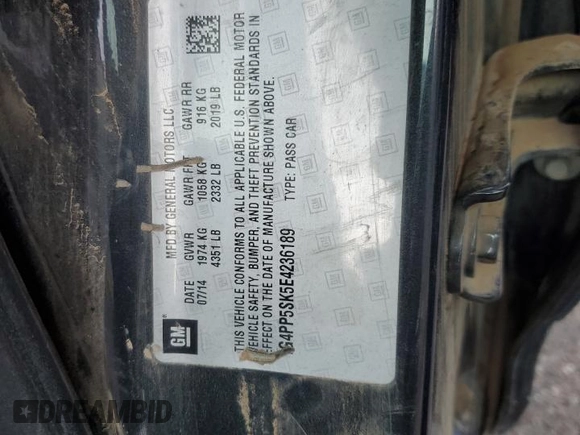 GM ®
MFD BY GENERAL MOTORS LLC
DATE GVWR GAWR FR GAWR RR
07/14 1974 KG 1058 KG 916 KG
4351 LB 2332 LB 2019 LB
THIS VEHICLE CONFORMS TO ALL APPLICABLE U.S. FEDERAL MOTOR
VEHICLE SAFETY, BUMPER, AND THEFT PREVENTION STANDARDS IN
EFFECT ON THE DATE OF MANUFACTURE SHOWN ABOVE.
G4PP5SK5E4236189 TYPE: PASS CAR
DREAMBID